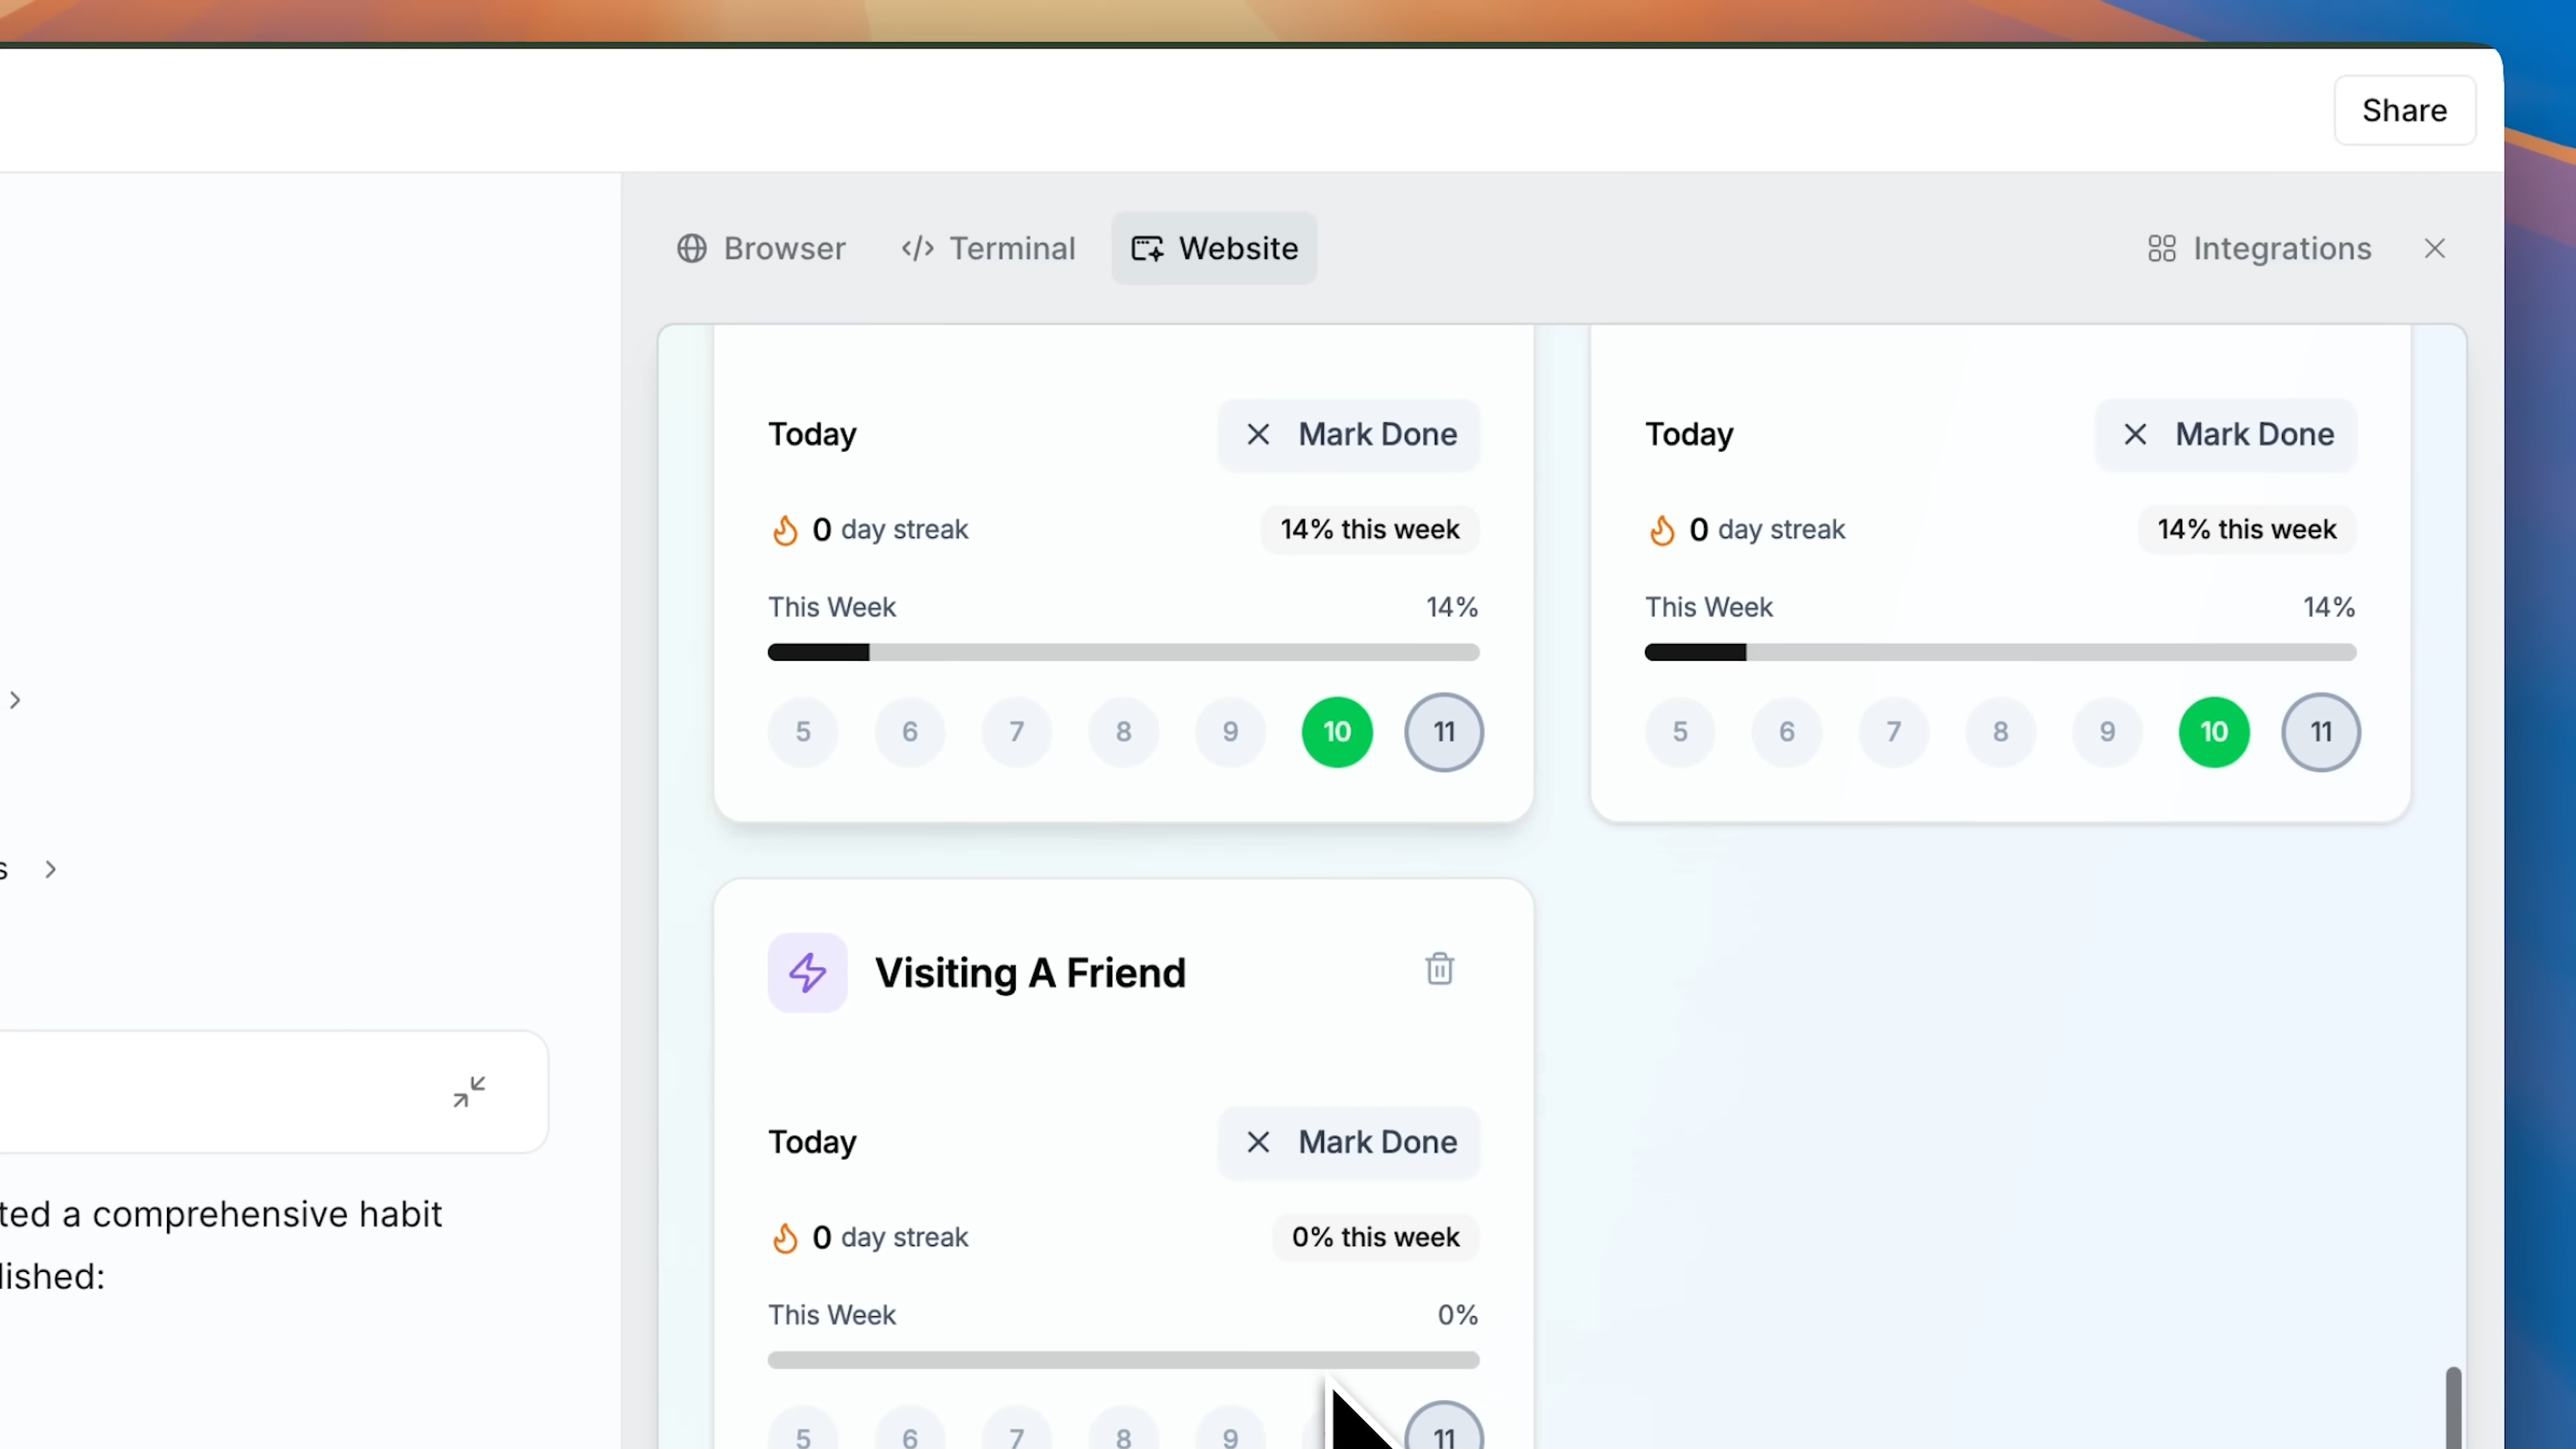 Share
Browser
Terminal
Website
Integrations
Today
Mark Done
0 day streak
14% this week
This Week
14%
5 6 7 8 9 10 11
Today
Mark Done
0 day streak
14% this week
This Week
14%
5 6 7 8 9 10 11
s
ted a comprehensive habit
lished:
Visiting A Friend
Today
Mark Done
0 day streak
0% this week
This Week
0%
5 6 7 8 9 11